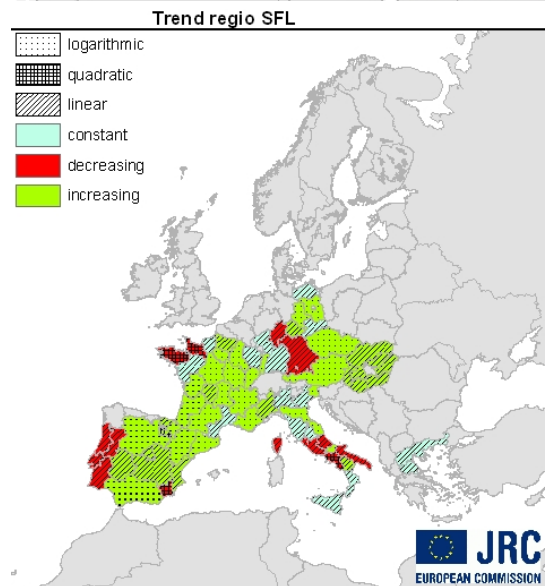 Trend regio SFL
logarithmic
quadratic
linear
constant
decreasing
increasing
JRC
EUROPEAN COMMISSION